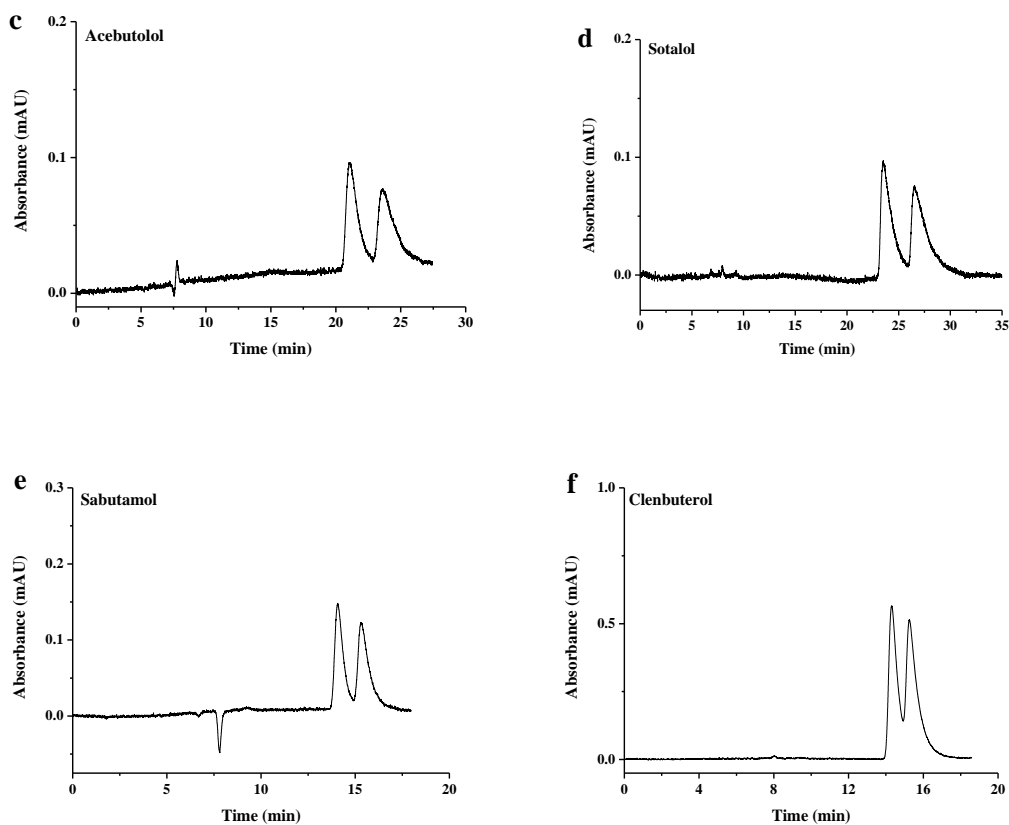 c
Acebutolol
0.2
0.1
0.0
Absorbance (mAU)
0 5 10 15 20 25 30
Time (min)
d
Sotalol
0.2
0.1
0.0
Absorbance (mAU)
0 5 10 15 20 25 30 35
Time (min)
e
Sabutamol
0.3
0.2
0.1
0.0
Absorbance (mAU)
0 5 10 15 20
Time (min)
f
Clenbuterol
1.0
0.5
0.0
Absorbance (mAU)
0 4 8 12 16 20
Time (min)